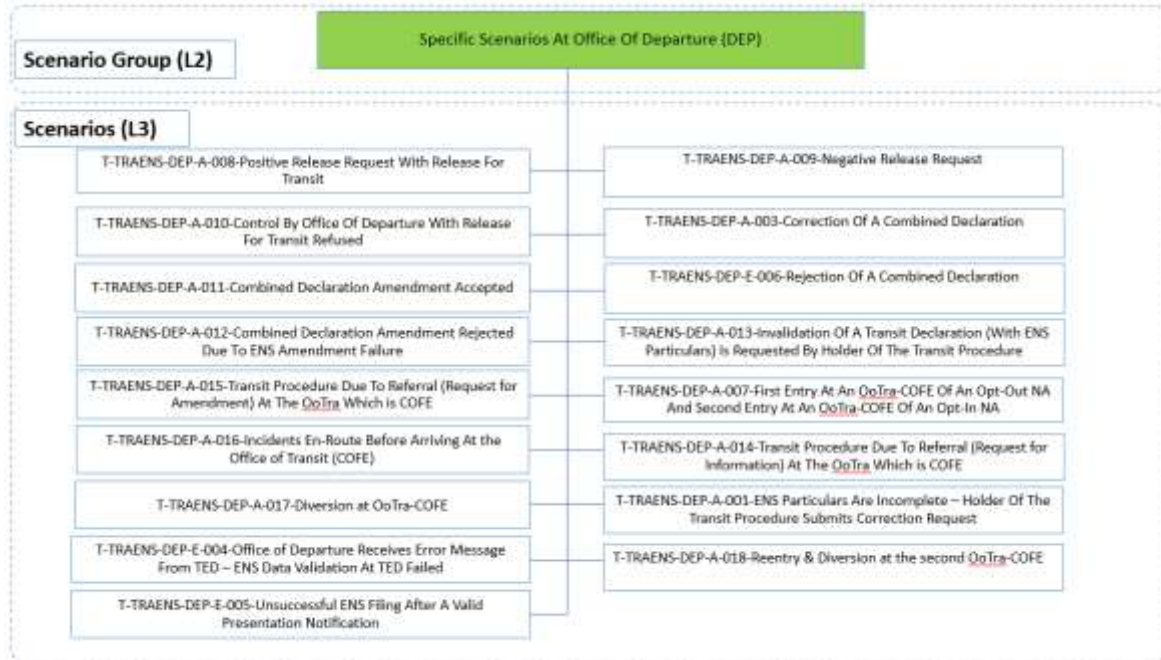 Specific Scenarios At Office Of Departure (DEP)
Scenario Group (L2)
Scenarios (L3)
T-TRAENS-DEP-A-008-Positive Release Request With Release For
Transit
T-TRAENS-DEP-A-009-Negative Release Request
T-TRAENS-DEP-A-010-Control By Office Of Departure With Release
For Transit Refused
T-TRAENS-DEP-A-003-Correction Of A Combined Declaration
T-TRAENS-DEP-A-011-Combined Declaration Amendment Accepted
T-TRAENS-DEP-E-006-Rejection Of A Combined Declaration
T-TRAENS-DEP-A-012-Combined Declaration Amendment Rejected
Due To ENS Amendment Failure
T-TRAENS-DEP-A-013-Invalidation Of A Transit Declaration (With ENS
Particulars) Is Requested By Holder Of The Transit Procedure
T-TRAENS-DEP-A-015-Transit Procedure Due To Referral (Request for
Amendment) At The OoTra Which is COFE
T-TRAENS-DEP-A-007-First Entry At An OoTra-COFE Of An Opt-Out NA
And Second Entry At An OoTra-COFE Of An Opt-In NA
T-TRAENS-DEP-A-016-Incidents En-Route Before Arriving At the
Office of Transit (COFE)
T-TRAENS-DEP-A-014-Transit Procedure Due To Referral (Request for
Information) At The OoTra Which is COFE
T-TRAENS-DEP-A-017-Diversion at OoTra-COFE
T-TRAENS-DEP-A-001-ENS Particulars Are Incomplete – Holder Of The
Transit Procedure Submits Correction Request
T-TRAENS-DEP-E-004-Office of Departure Receives Error Message
From TED – ENS Data Validation At TED Failed
T-TRAENS-DEP-A-018-Reentry & Diversion at the second OoTra-COFE
T-TRAENS-DEP-E-005-Unsuccessful ENS Filing After A Valid
Presentation Notification